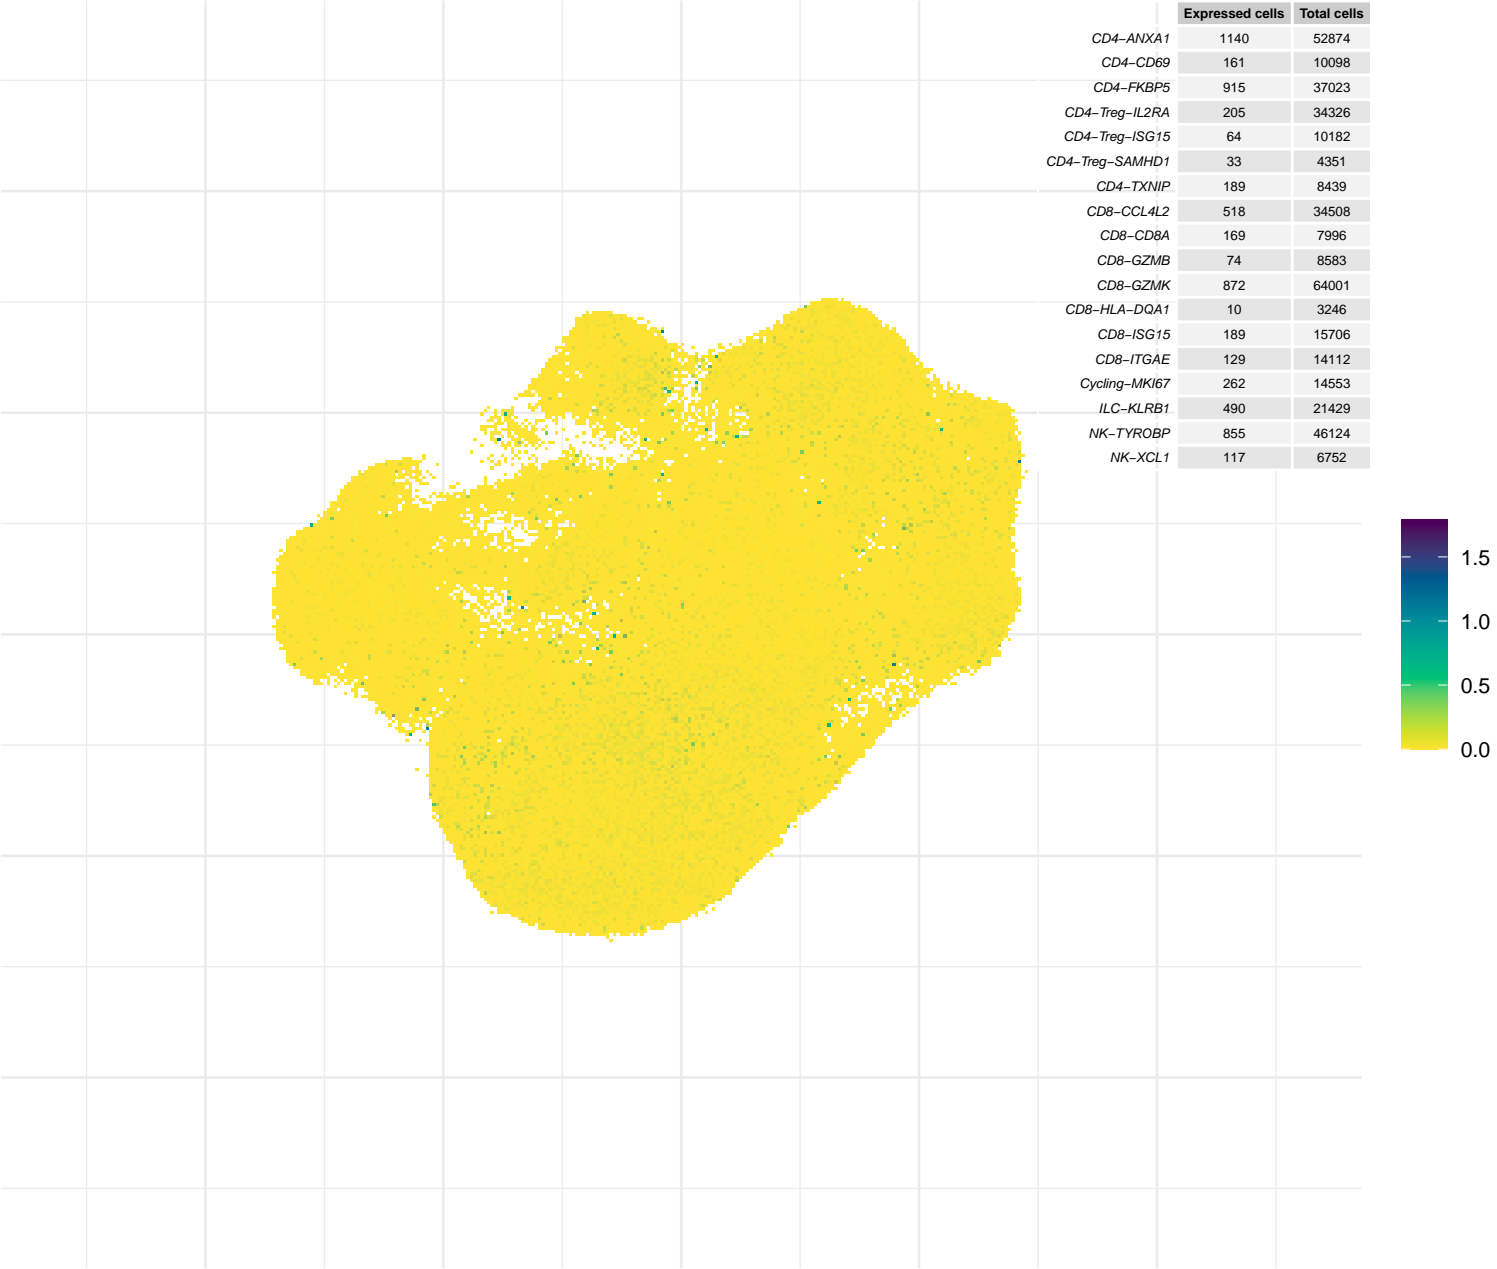 Expressed cells Total cells
CD4−ANXA1 1140 52874
CD4−CD69 161 10098
CD4−FKBP5 915 37023
CD4−Treg−IL2RA 205 34326
CD4−Treg−ISG15 64 10182
CD4−Treg−SAMHD1 33 4351
CD4−TXNIP 189 8439
CD8−CCL4L2 518 34508
CD8−CD8A 169 7996
CD8−GZMB 74 8583
CD8−GZMK 872 64001
CD8−HLA−DQA1 10 3246
CD8−ISG15 189 15706
CD8−ITGAE 129 14112
Cycling−MKI67 262 14553
ILC−KLRB1 490 21429
NK−TYROBP 855 46124
NK−XCL1 117 6752
1.5
1.0
0.5
0.0